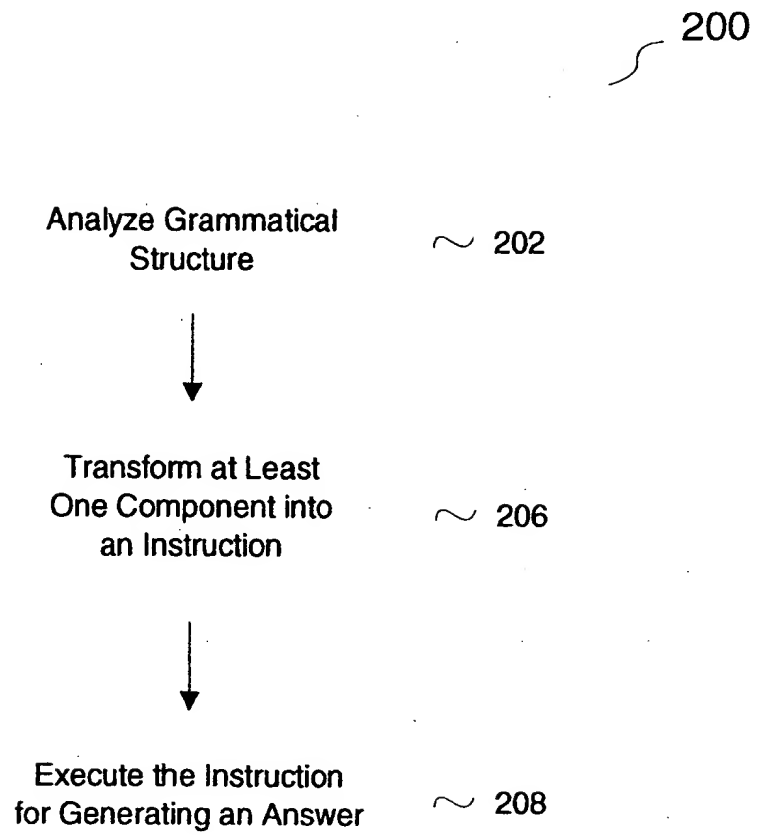 200
Analyze Grammatical
Structure
202
Transform at Least
One Component into
an Instruction
206
Execute the Instruction
for Generating an Answer
208